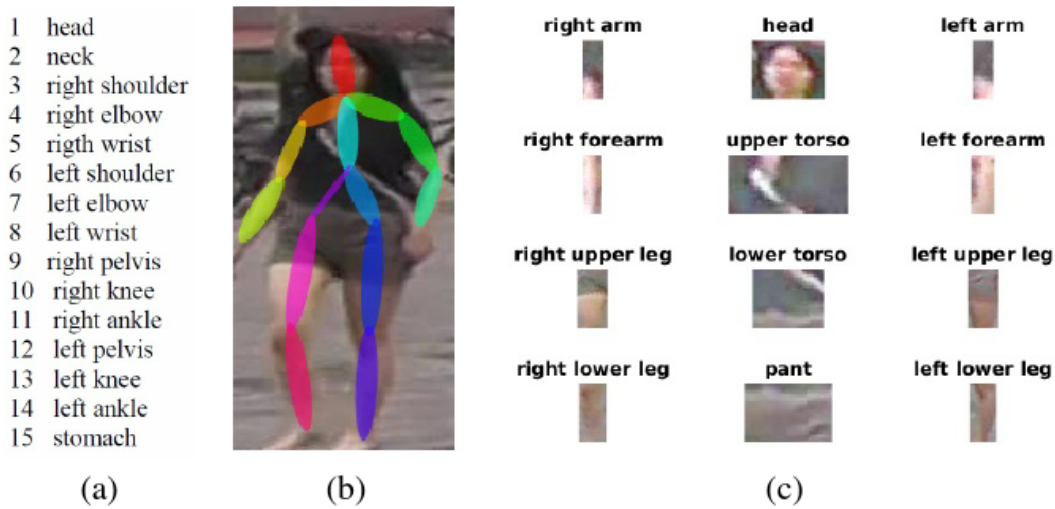 1 head
2 neck
3 right shoulder
4 right elbow
5 rigth wrist
6 left shoulder
7 left elbow
8 left wrist
9 right pelvis
10 right knee
11 right ankle
12 left pelvis
13 left knee
14 left ankle
15 stomach
(a)
(b)
right arm head left arm
right forearm upper torso left forearm
right upper leg lower torso left upper leg
right lower leg pant left lower leg
(c)